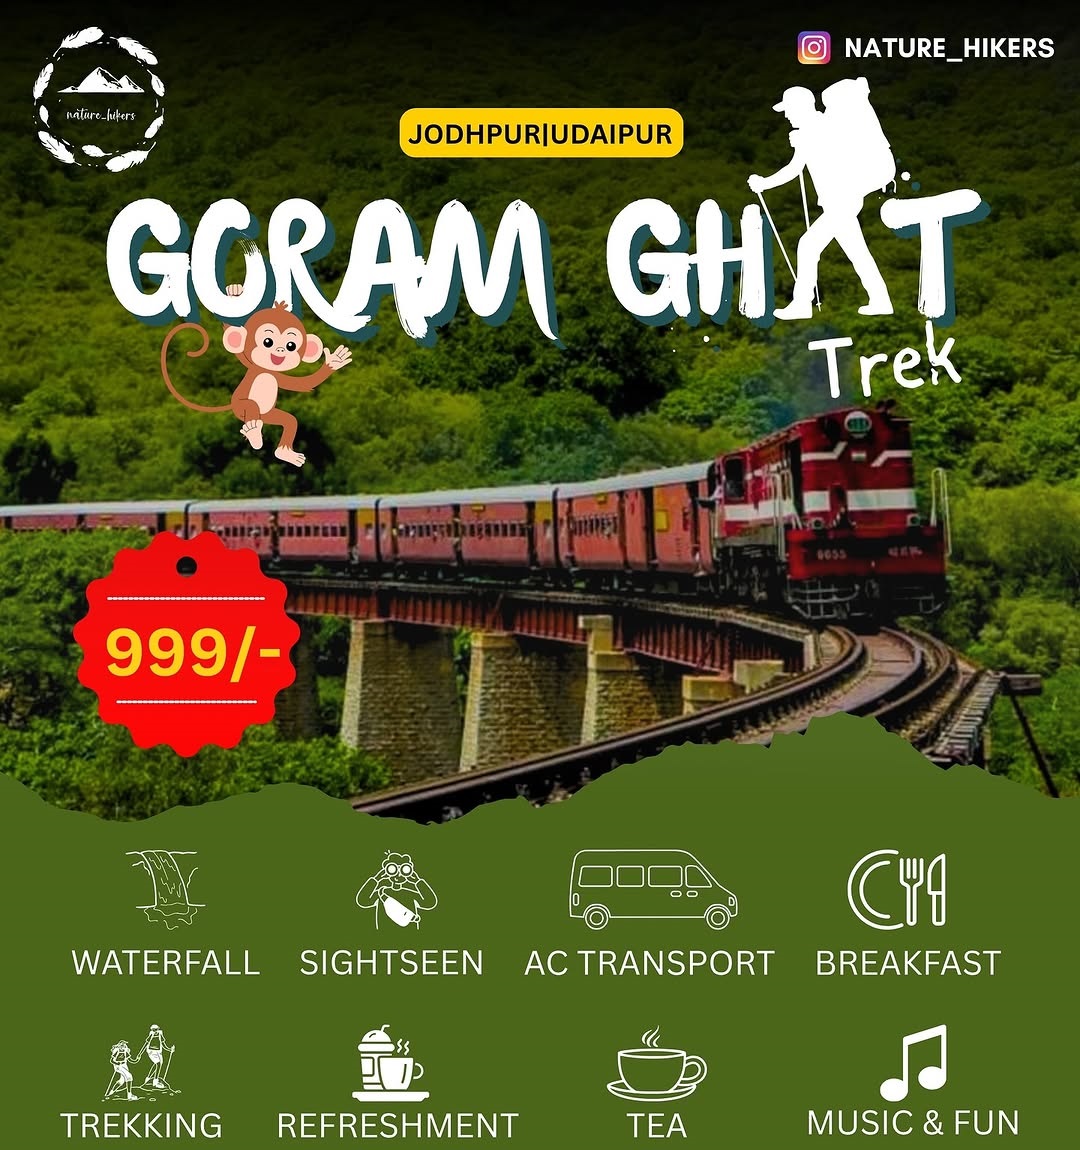 nature_hikers
NATURE_HIKERS
JODHPUR|UDAIPUR
GORAM GHAT
Trek
999/-
WATERFALL SIGHTSEEN AC TRANSPORT BREAKFAST
TREKKING REFRESHMENT TEA MUSIC & FUN